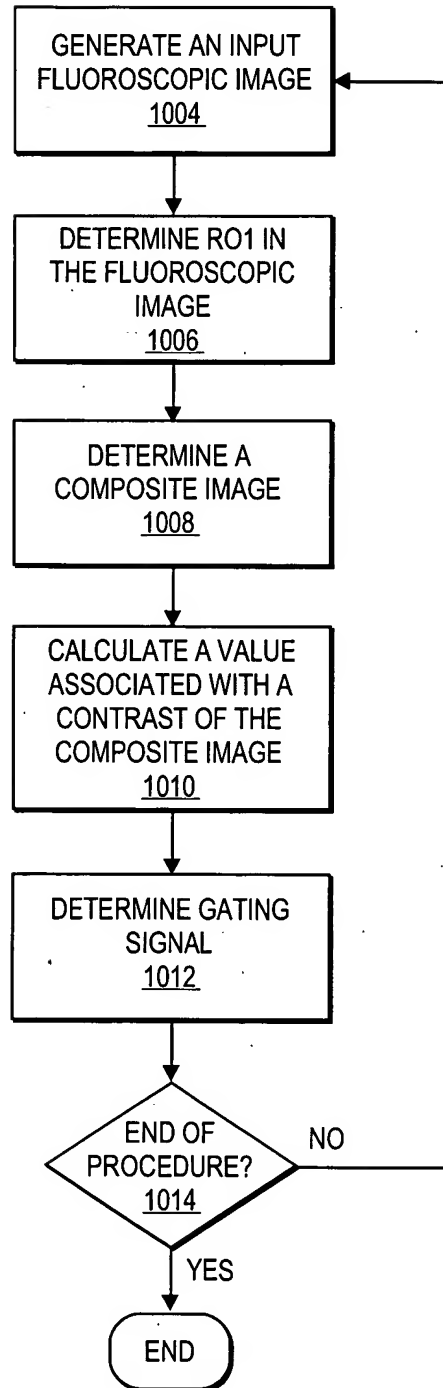 GENERATE AN INPUT
FLUOROSCOPIC IMAGE
1004
DETERMINE RO1 IN
THE FLUOROSCOPIC
IMAGE
1006
DETERMINE A
COMPOSITE IMAGE
1008
CALCULATE A VALUE
ASSOCIATED WITH A
CONTRAST OF THE
COMPOSITE IMAGE
1010
DETERMINE GATING
SIGNAL
1012
END OF
PROCEDURE?
1014
NO
YES
END